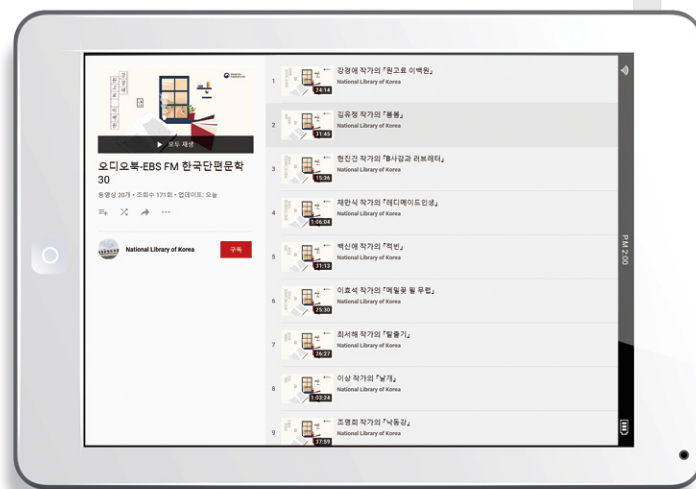 모두 재생
오디오북-EBS FM 한국단편문학
30
동영상 20개 • 조회수 171회 • 업데이트: 오늘
National Library of Korea
구독
1
강경애 작가의 『원고료 이백원』
National Library of Korea
24:14
2
김유정 작가의 『봄봄』
National Library of Korea
31:45
3
현진건 작가의 『B사감과 러브레터』
National Library of Korea
15:36
4
채만식 작가의 『레디메이드인생』
National Library of Korea
1:06:04
5
백신애 작가의 『적빈』
National Library of Korea
31:13
6
이효석 작가의 『메밀꽃 필 무렵』
National Library of Korea
25:30
7
최서해 작가의 『탈출기』
National Library of Korea
26:27
8
이상 작가의 『날개』
National Library of Korea
1:03:24
9
조명희 작가의 『낙동강』
National Library of Korea
37:59
PM 2:00